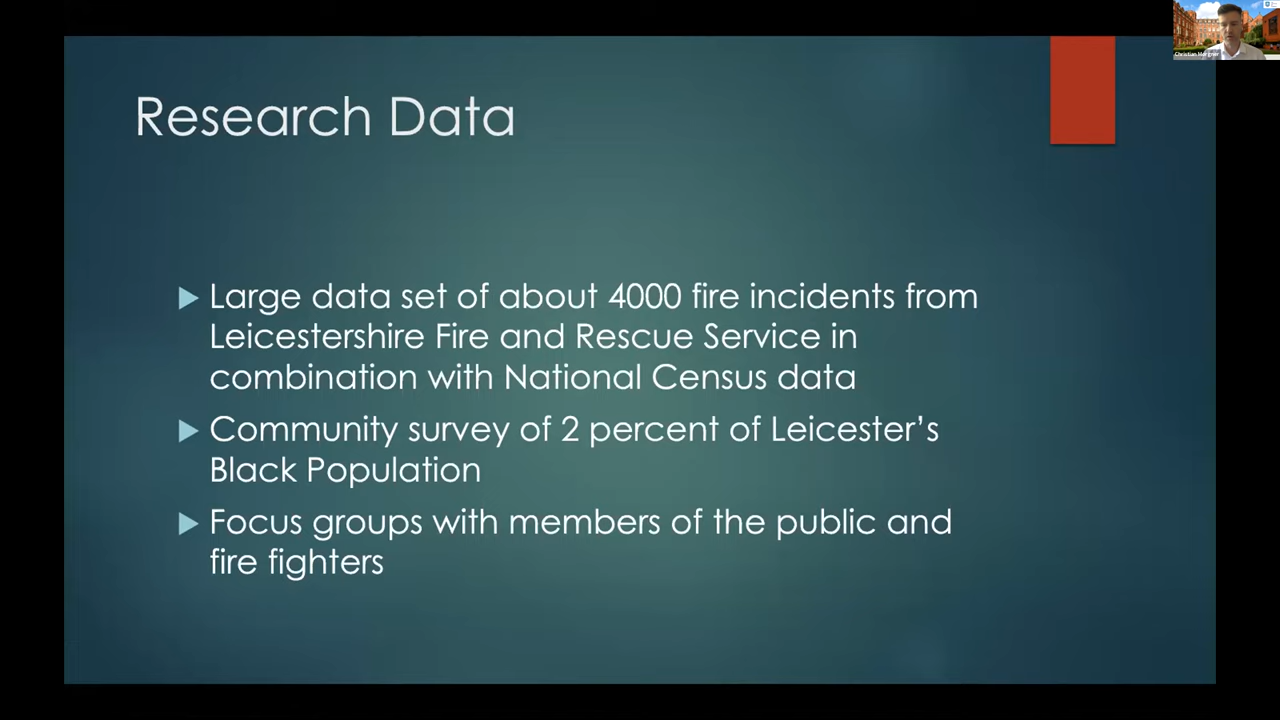 Research Data
Large data set of about 4000 fire incidents from
Leicestershire Fire and Rescue Service in
combination with National Census data
Community survey of 2 percent of Leicester's
Black Population
Focus groups with members of the public and
fire fighters
Christian